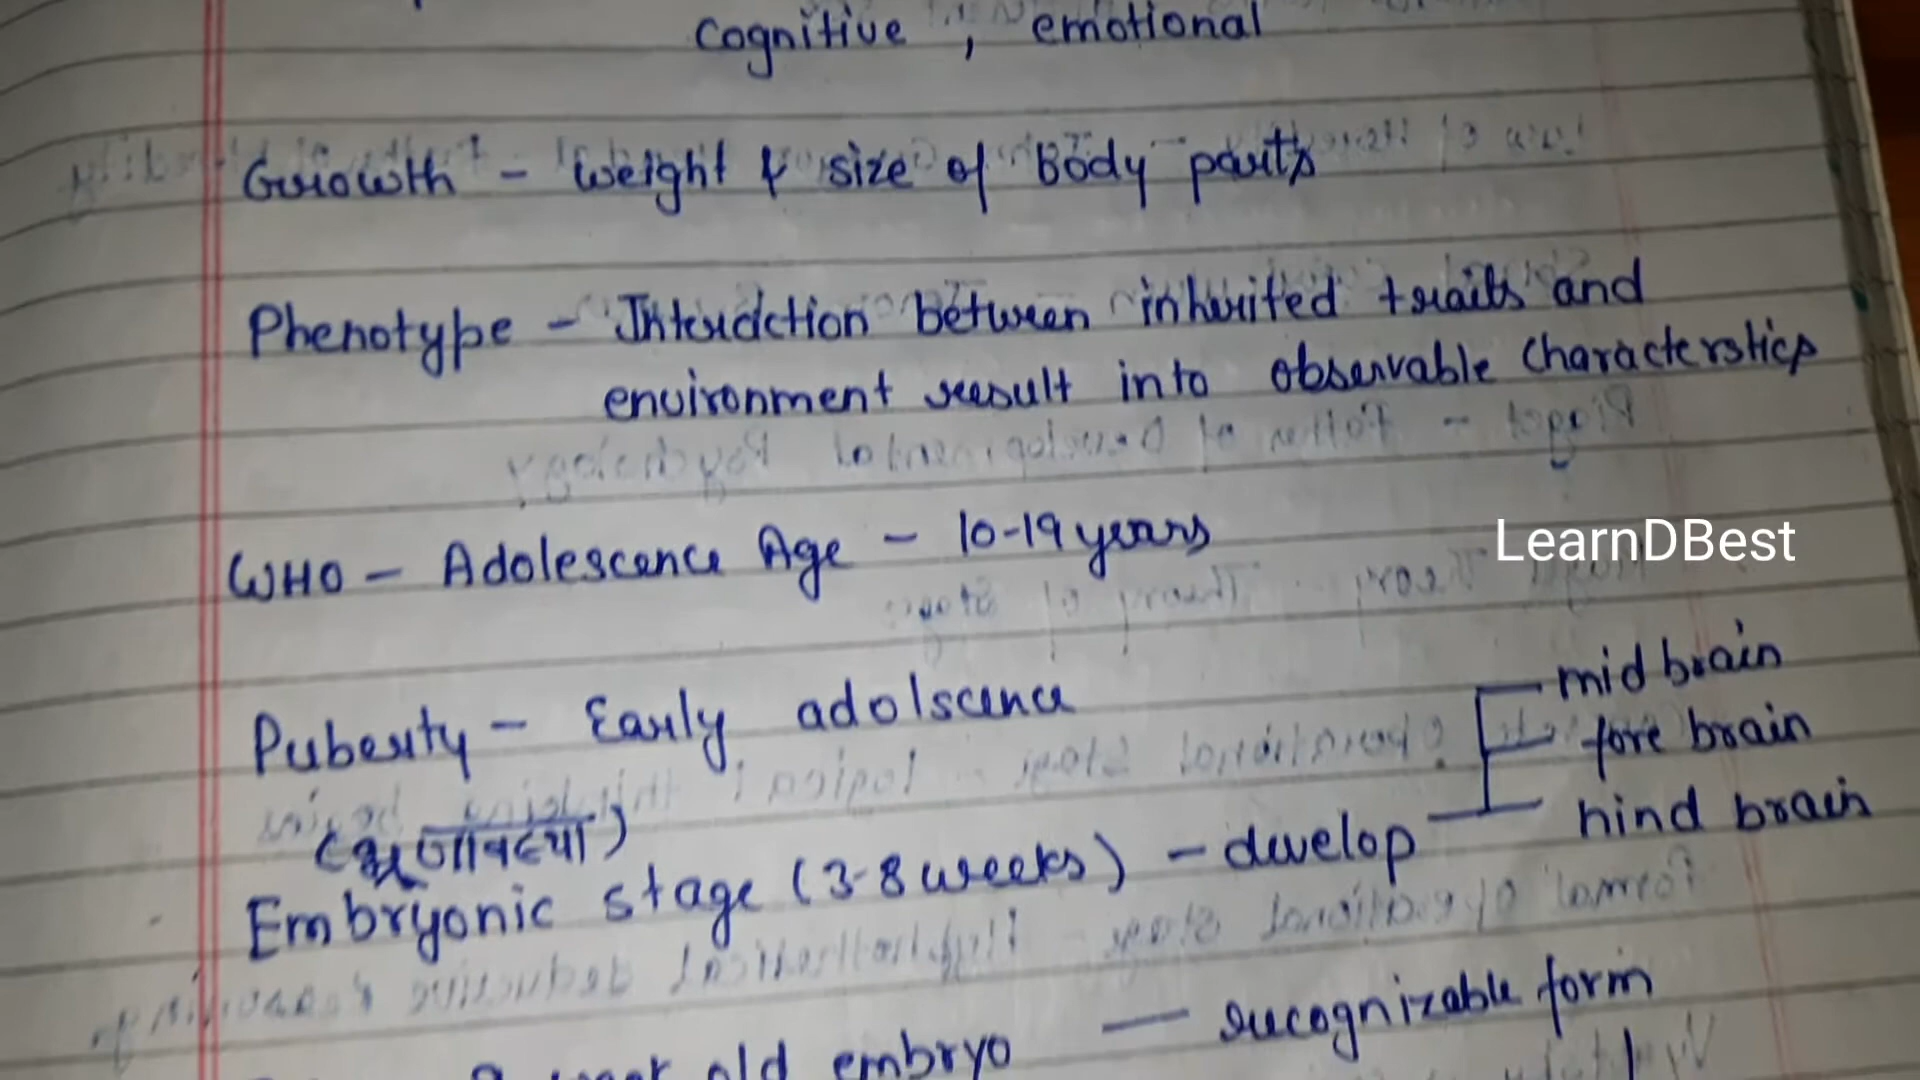 cognitive , emotional
Growth - Weight & size of Body parts
Phenotype - Interaction between inherited traits and
environment result into observable characterstics
WHO - Adolescence Age - 10-19 years
LearnDBest
Puberty - Early adolscence
mid brain
fore brain
(भ्रूणावस्था)
Embryonic stage (3-8 weeks) - develop hind brain
old embryo — recognizable form